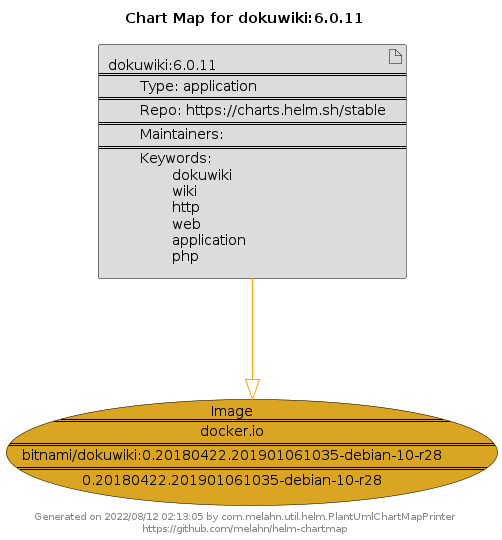 Chart Map for dokuwiki:6.0.11
dokuwiki:6.0.11
Type: application
Repo: https://charts.helm.sh/stable
Maintainers:
Keywords:
dokuwiki
wiki
http
web
application
php
Image
docker.io
bitnami/dokuwiki:0.20180422.201901061035-debian-10-r28
0.20180422.201901061035-debian-10-r28
Generated on 2022/08/12 02:13:05 by com.melahn.util.helm.PlantUmlChartMapPrinter
https://github.com/melahn/helm-chartmap